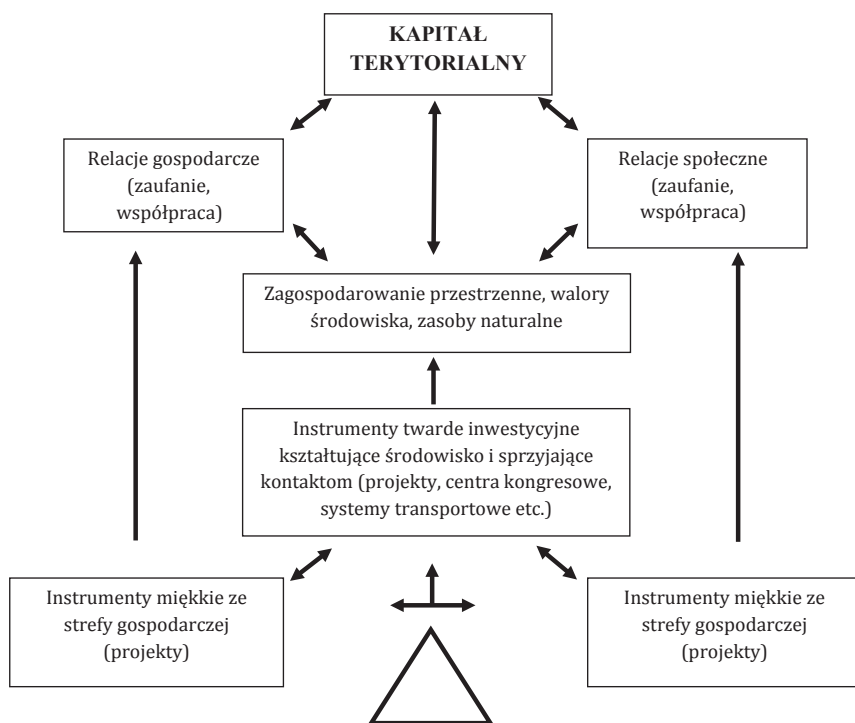 KAPITAŁ
TERYTORIALNY
Relacje gospodarcze
(zaufanie,
współpraca)
Relacje społeczne
(zaufanie,
współpraca)
Zagospodarowanie przestrzenne, walory
środowiska, zasoby naturalne
Instrumenty twarde inwestycyjne
kształtujące środowisko i sprzyjające
kontaktom (projekty, centra kongresowe,
systemy transportowe etc.)
Instrumenty miękkie ze
strefy gospodarczej
(projekty)
Instrumenty miękkie ze
strefy gospodarczej
(projekty)